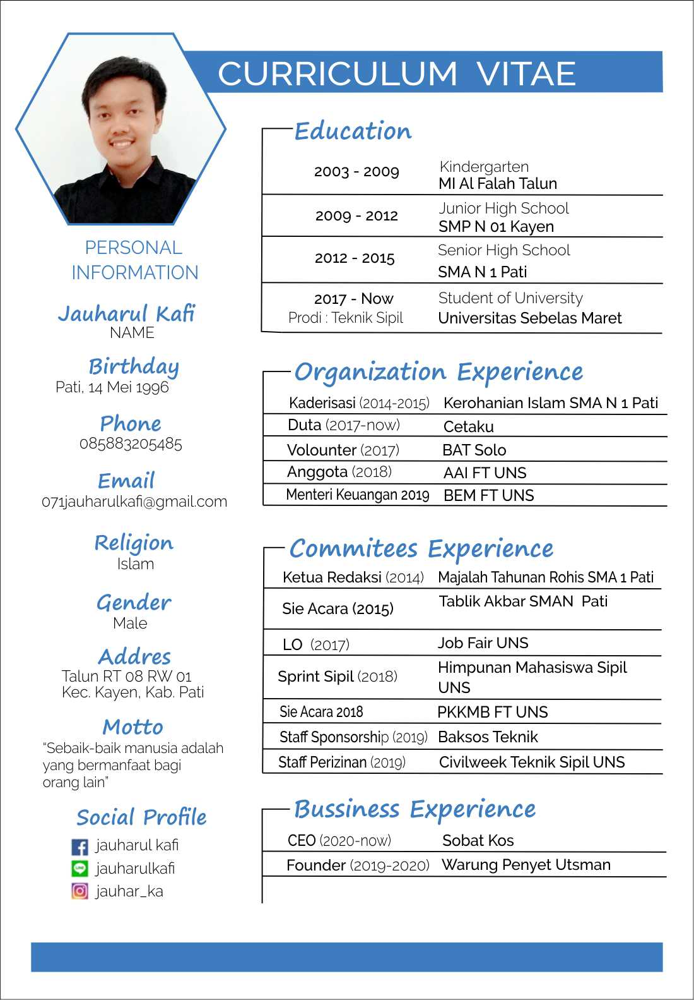 CURRICULUM VITAE
PERSONAL
INFORMATION
Jauharul Kafi
NAME
Birthday
Pati, 14 Mei 1996
Phone
085883205485
Email
071jauharulkafi@gmail.com
Religion
Islam
Gender
Male
Addres
Talun RT 08 RW 01
Kec. Kayen, Kab. Pati
Motto
“Sebaik-baik manusia adalah
yang bermanfaat bagi
orang lain”
Social Profile
jauharul kafi
LINE jauharulkafi
jauhar_ka
Education
2003 - 2009 Kindergarten
MI Al Falah Talun
2009 - 2012 Junior High School
SMP N 01 Kayen
2012 - 2015 Senior High School
SMA N 1 Pati
2017 - Now Student of University
Prodi : Teknik Sipil Universitas Sebelas Maret
Organization Experience
Kaderisasi (2014-2015) Kerohanian Islam SMA N 1 Pati
Duta (2017-now) Cetaku
Volounter (2017) BAT Solo
Anggota (2018) AAI FT UNS
Menteri Keuangan 2019 BEM FT UNS
Commitees Experience
Ketua Redaksi (2014) Majalah Tahunan Rohis SMA 1 Pati
Sie Acara (2015) Tablik Akbar SMAN Pati
LO (2017) Job Fair UNS
Sprint Sipil (2018) Himpunan Mahasiswa Sipil
UNS
Sie Acara 2018 PKKMB FT UNS
Staff Sponsorship (2019) Baksos Teknik
Staff Perizinan (2019) Civilweek Teknik Sipil UNS
Bussiness Experience
CEO (2020-now) Sobat Kos
Founder (2019-2020) Warung Penyet Utsman